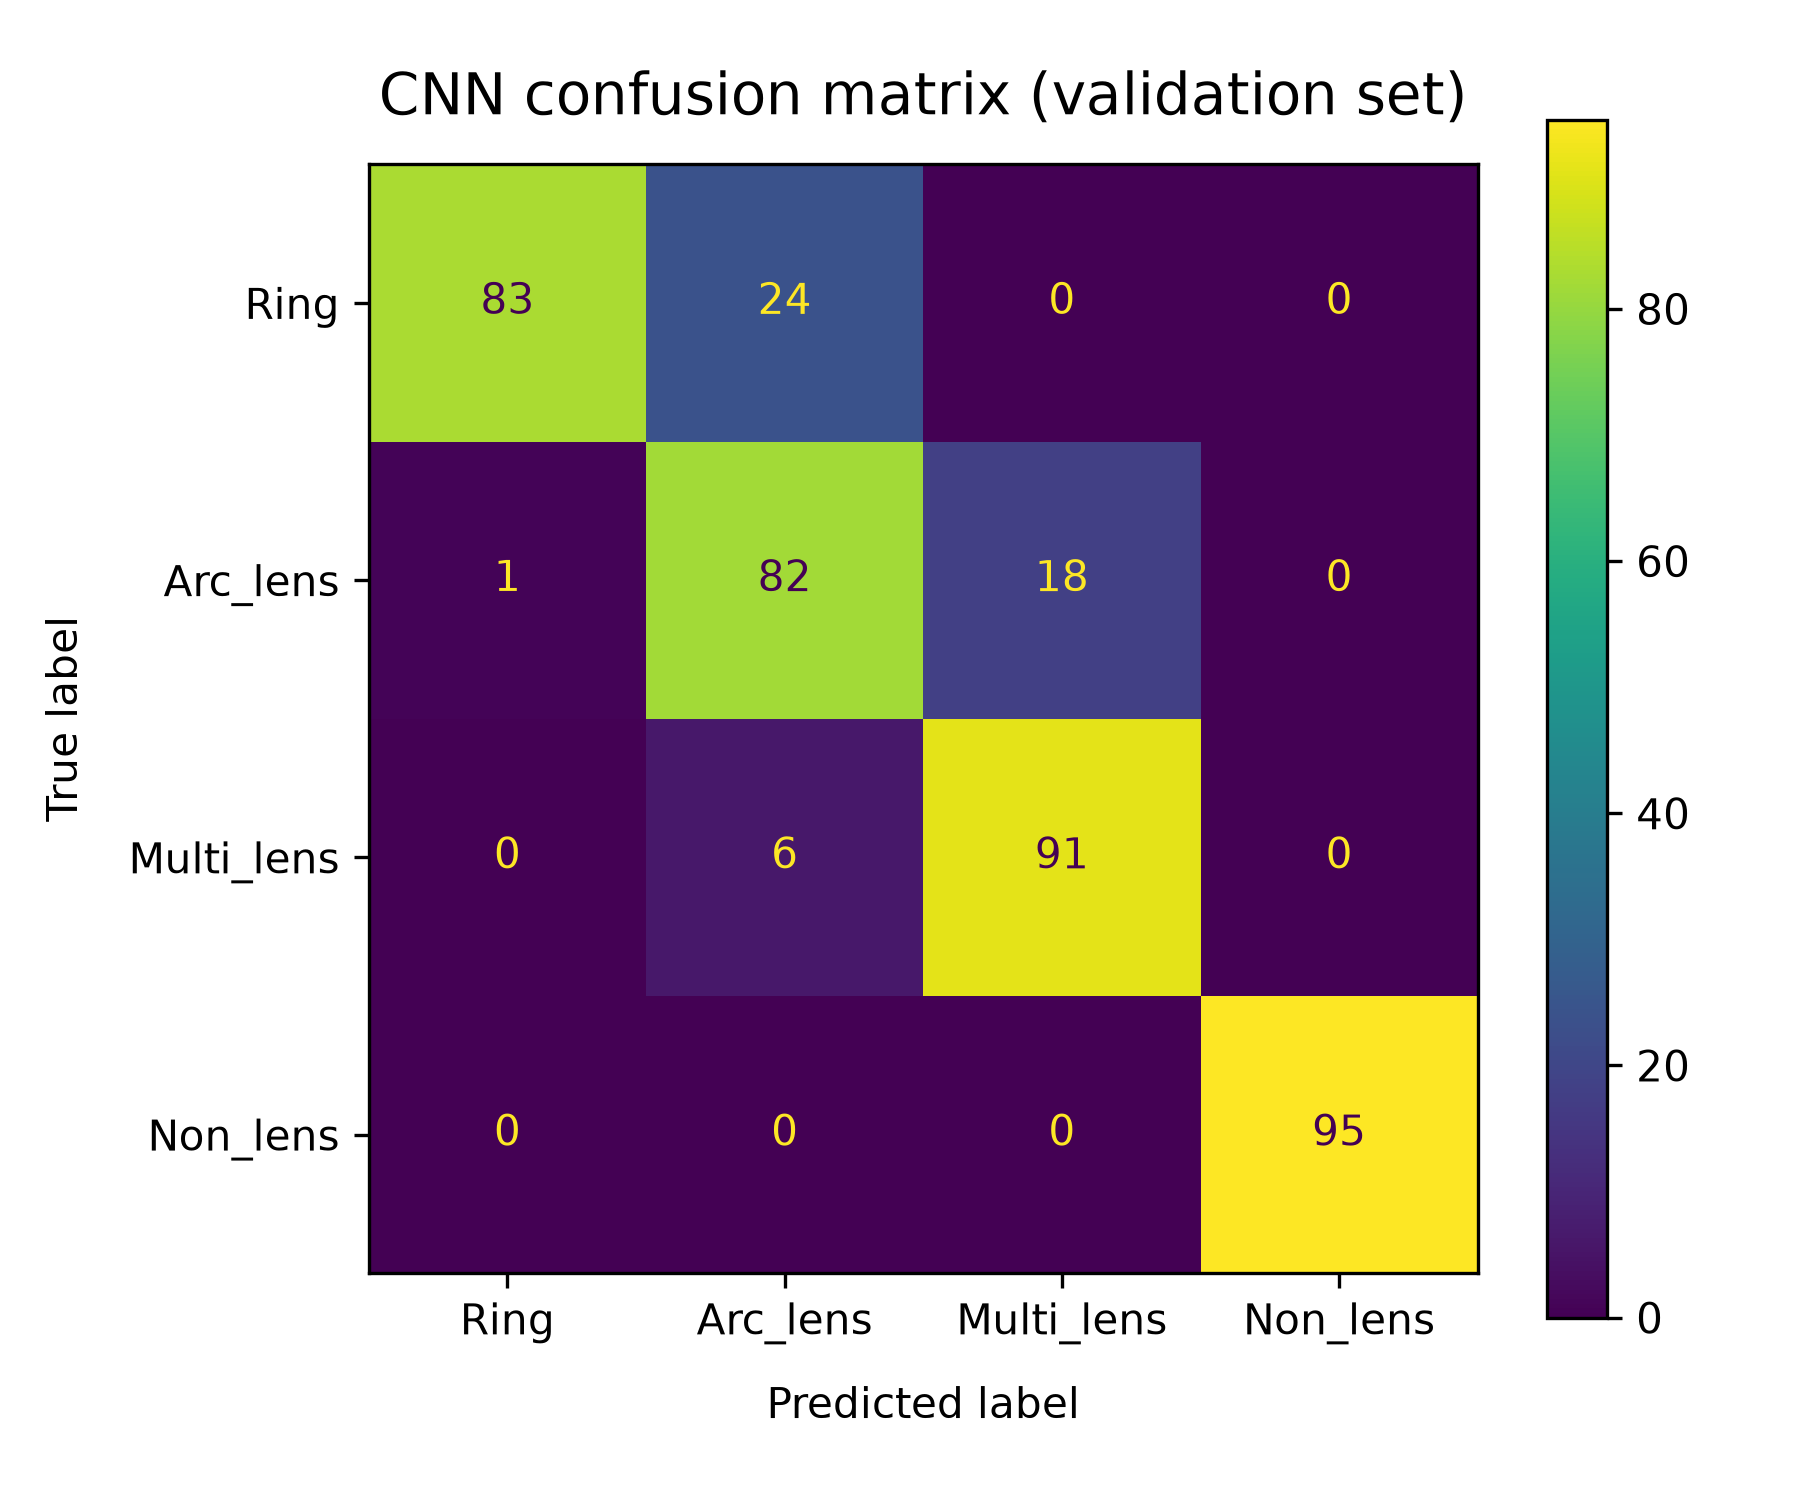 CNN confusion matrix (validation set)
True label
Ring
83 24 0 0
Arc_lens
1 82 18 0
Multi_lens
0 6 91 0
Non_lens
0 0 0 95
Ring Arc_lens Multi_lens Non_lens
Predicted label
80
60
40
20
0